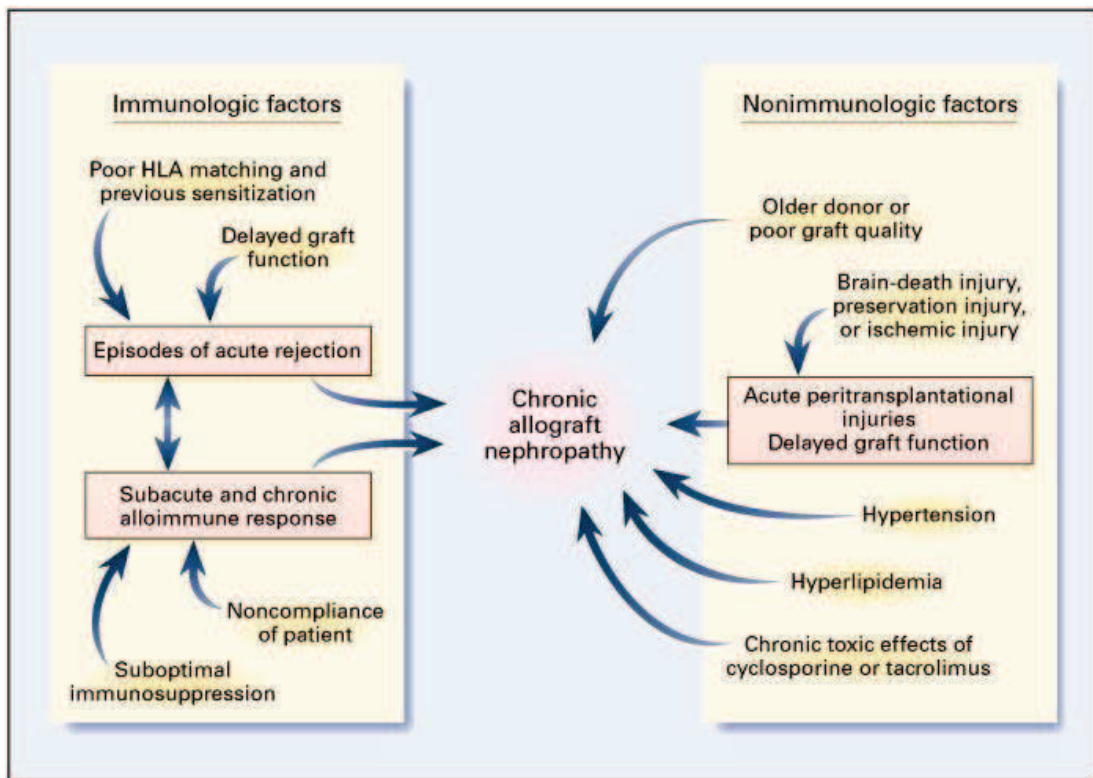 Immunologic factors
Poor HLA matching and
previous sensitization
Delayed graft
function
Episodes of acute rejection
Subacute and chronic
alloimmune response
Noncompliance
of patient
Suboptimal
immunosuppression
Chronic
allograft
nephropathy
Nonimmunologic factors
Older donor or
poor graft quality
Brain-death injury,
preservation injury,
or ischemic injury
Acute peritransplantational
injuries
Delayed graft function
Hypertension
Hyperlipidemia
Chronic toxic effects of
cyclosporine or tacrolimus